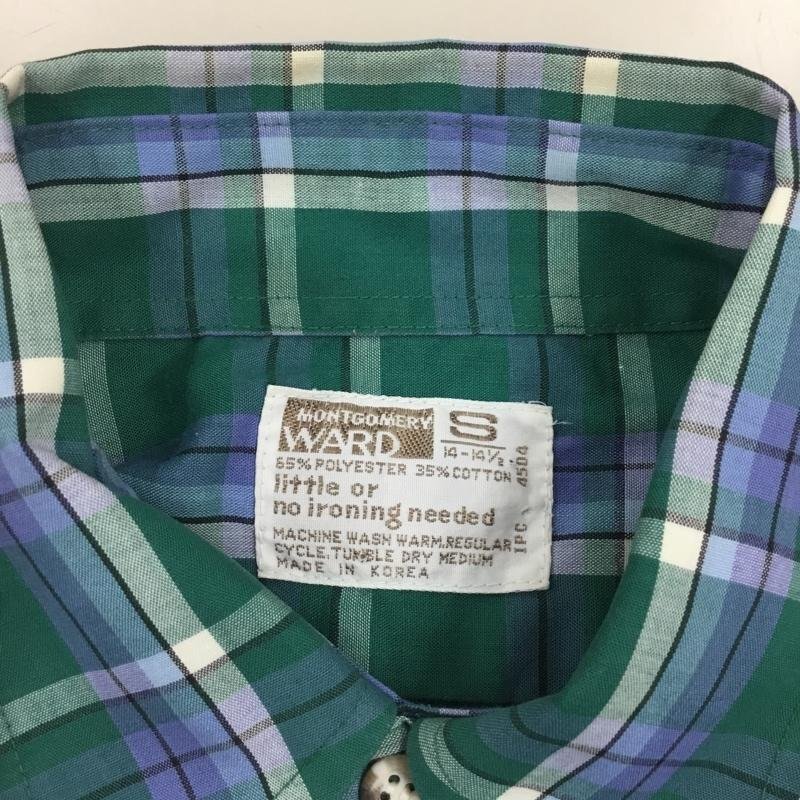 MONTGOMERY
WARD
S
14-14½
65% POLYESTER 35% COTTON
little or
no ironing needed
MACHINE WASH WARM.REGULAR
CYCLE.TUMBLE DRY MEDIUM
MADE IN KOREA
IPC 4504